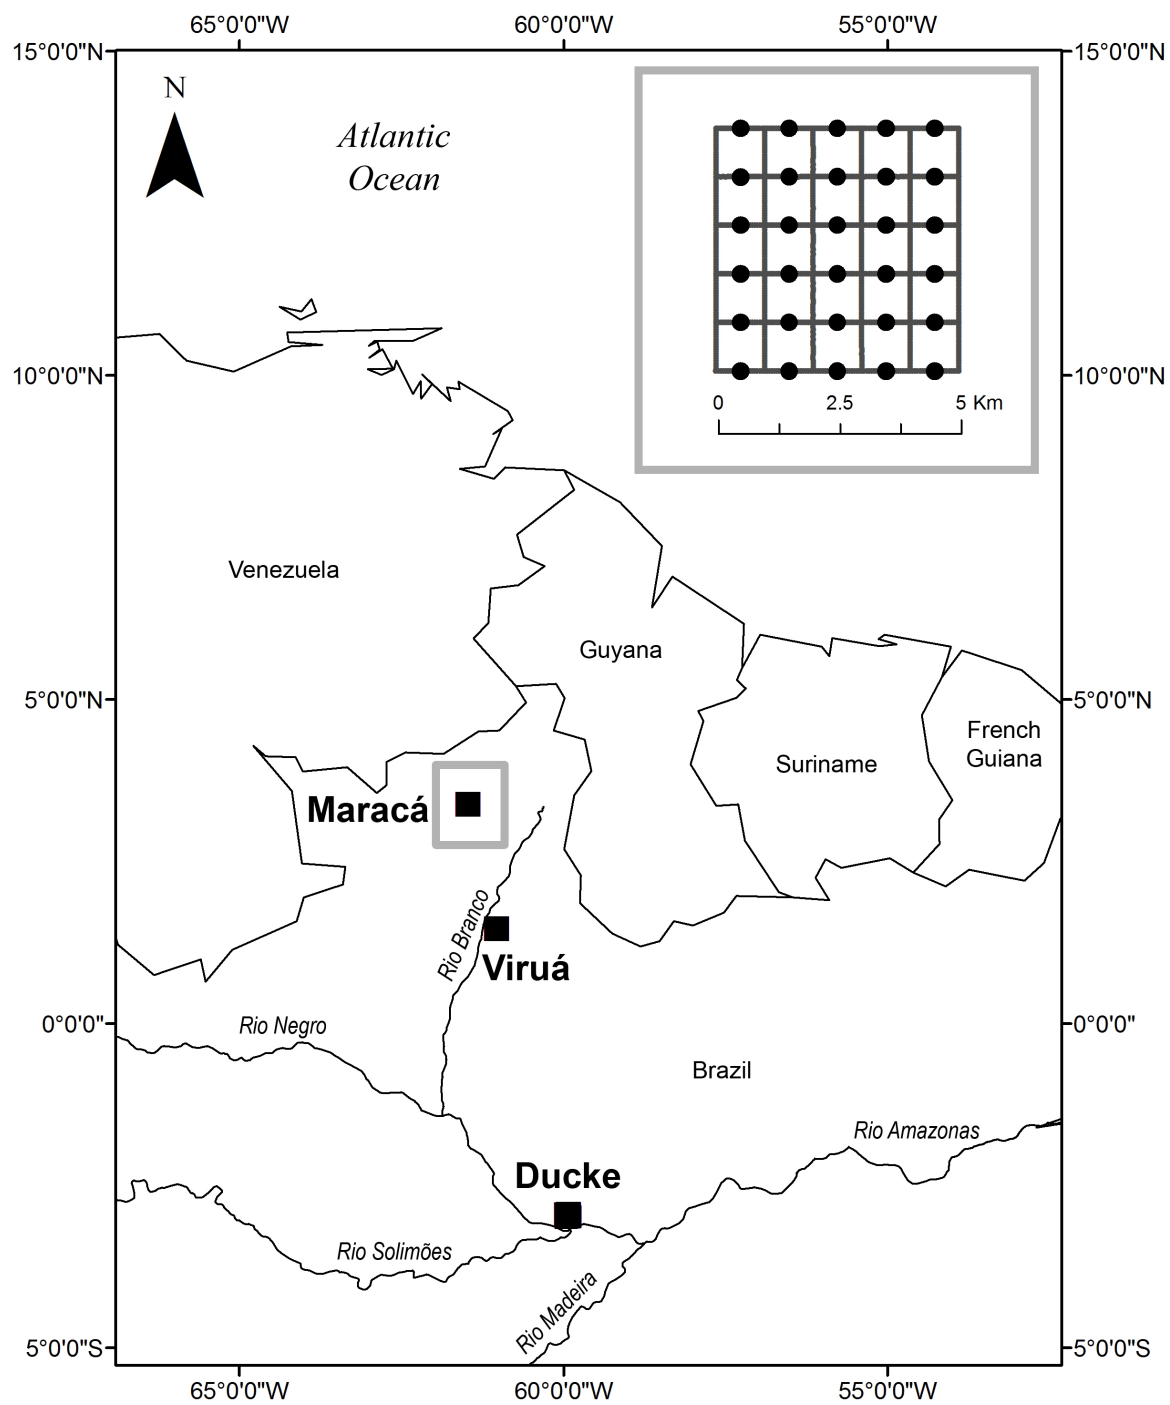 65°0'0"W 60°0'0"W 55°0'0"W
15°0'0"N 15°0'0"N
N
Atlantic
Ocean
0 2.5 5 Km
10°0'0"N 10°0'0"N
Venezuela
Guyana
5°0'0"N 5°0'0"N
French
Guiana
Suriname
Maracá
Rio Branco
Viruá
Rio Negro
0°0'0" 0°0'0"
Brazil
Rio Amazonas
Ducke
Rio Solimões
Rio Madeira
5°0'0"S 5°0'0"S
65°0'0"W 60°0'0"W 55°0'0"W